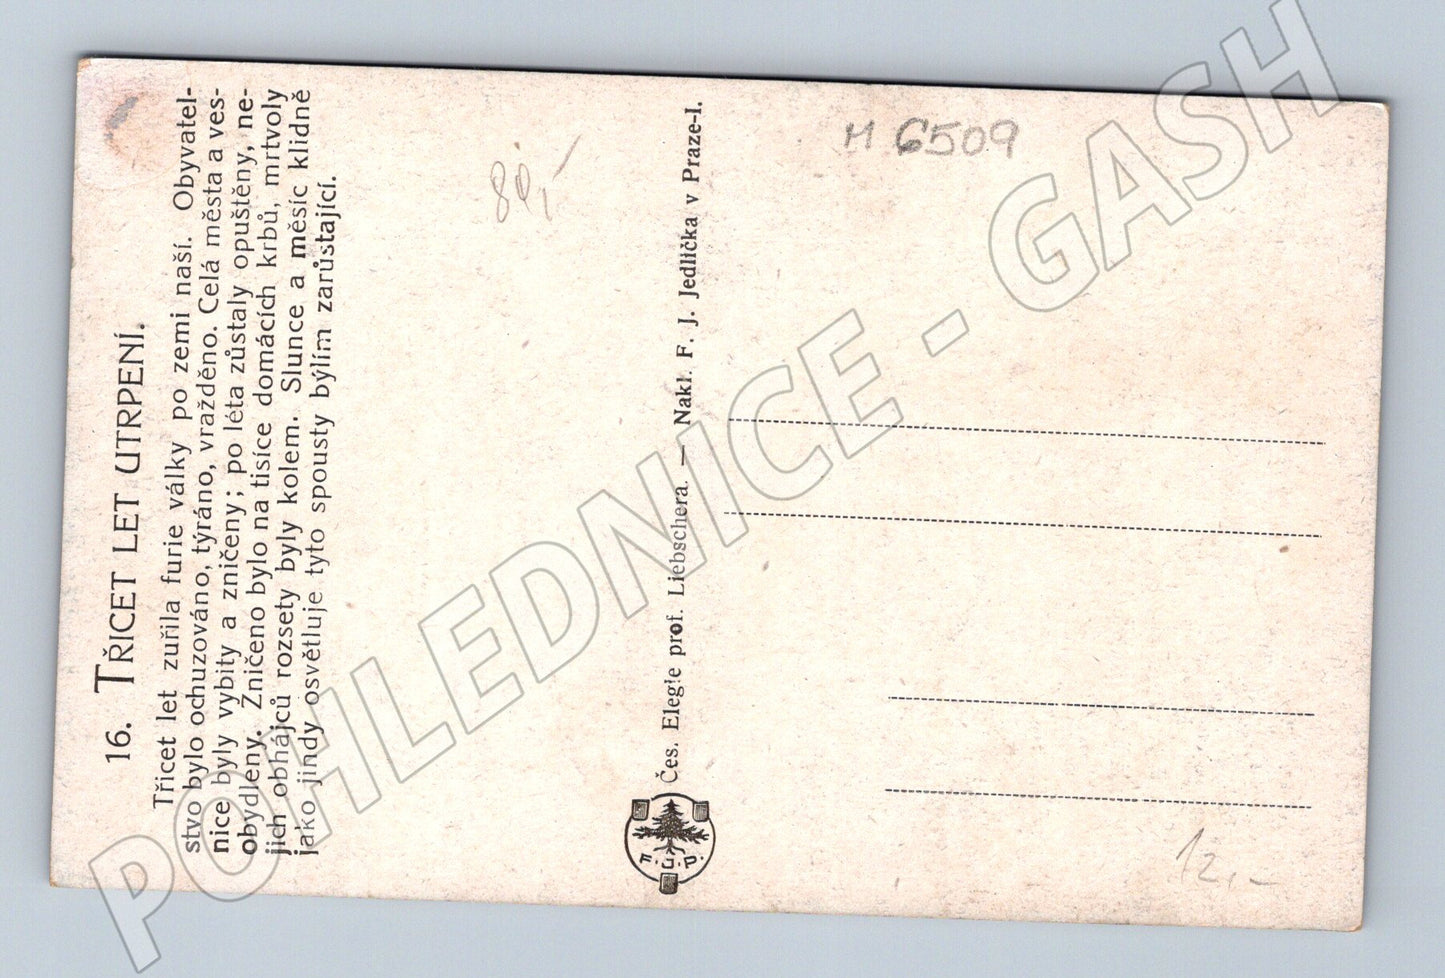 16. TŘICET LET UTRPENÍ.
Třicet let zuřila furie války po zemi naší. Obyvatel-
stvo bylo ochuzováno, týráno, vražděno. Celá města a ves-
nice byly vybity a zničeny; po léta zůstaly opuštěny, ne-
obydleny. Zničeno bylo na tisíce domácích krbů, mrtvoly
jich obhájců rozsety byly kolem. Slunce a měsíc klidně
jako jindy osvětluje tyto spousty býlím zarůstající.
80,-
Čes. Elegie prof. Liebschera. — Nakl. F. J. Jedlička v Praze-I.
F. J. P.
M 6509
12,-
POHLEDNICE - GASH